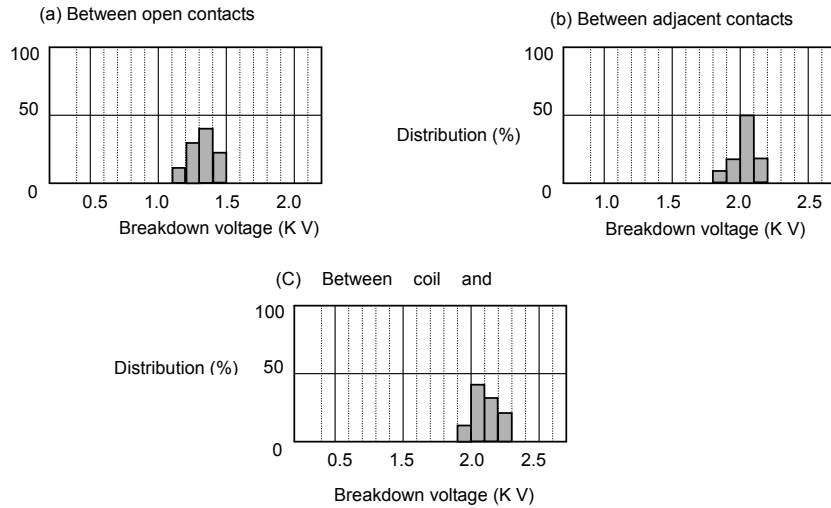 (a) Between open contacts
100
50
0
0.5 1.0 1.5 2.0
Breakdown voltage (K V)
(b) Between adjacent contacts
Distribution (%)
100
50
0
1.0 1.5 2.0 2.5
Breakdown voltage (K V)
(C) Between coil and
Distribution (%)
100
50
0
0.5 1.5 2.0 2.5
Breakdown voltage (K V)